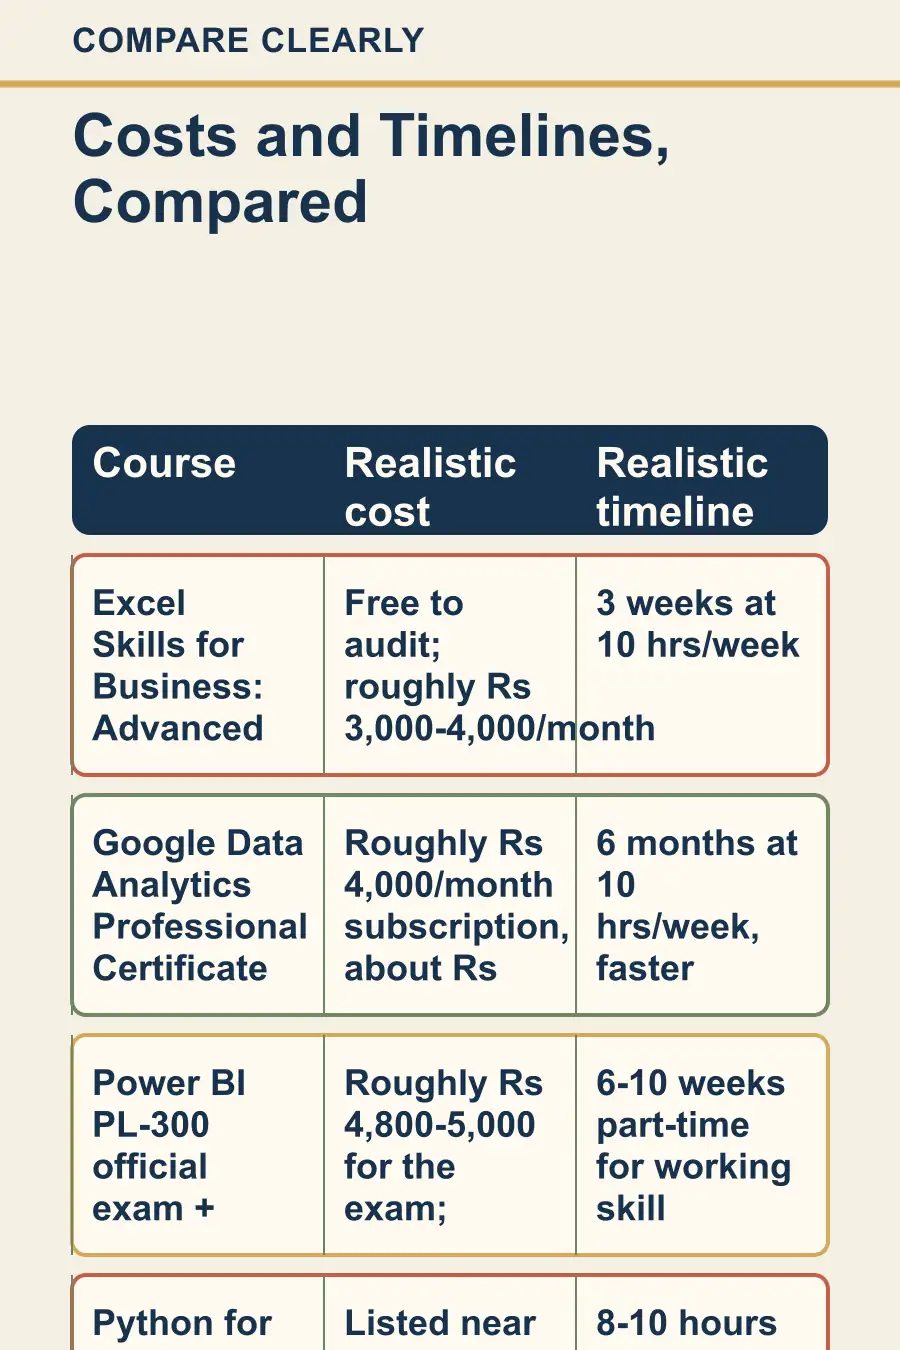 COMPARE CLEARLY
Costs and Timelines,
Compared
Course
Realistic
cost
Realistic
timeline
Excel
Skills for
Business:
Advanced
Free to
audit;
roughly Rs
3,000-4,000/month
3 weeks at
10 hrs/week
Google Data
Analytics
Professional
Certificate
Roughly Rs
4,000/month
subscription,
about Rs
6 months at
10
hrs/week,
faster
Power BI
PL-300
official
exam +
Roughly Rs
4,800-5,000
for the
exam;
6-10 weeks
part-time
for working
skill
Python for
Listed near
8-10 hours